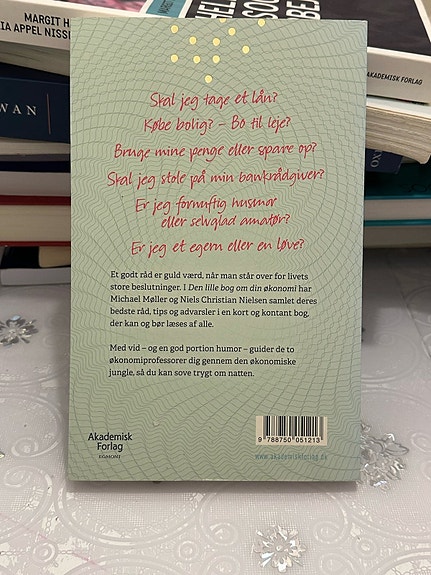 MARGIT H
IA APPEL NISSE
ACADEMISK FORLAG
WAN
OXO
Skal jeg tage et lån?
Købe bolig? – Bo til leje?
Bruge mine penge eller spare op?
Skal jeg stole på min bankrådgiver?
Er jeg fornuftig husmor
eller selvglad amatør?
Er jeg et egern eller en løve?
Et godt råd er guld værd, når man står over for livets
store beslutninger. I Den lille bog om din økonomi har
Michael Møller og Niels Christian Nielsen samlet deres
bedste råd, tips og advarsler i en kort og kontant bog,
der kan og bør læses af alle.
Med vid – og en god portion humor – guider de to
økonomiprofessorer dig gennem den økonomiske
jungle, så du kan sove trygt om natten.
Akademisk
Forlag
EGMONT
9 788750 051213
www.akademiskforlag.dk